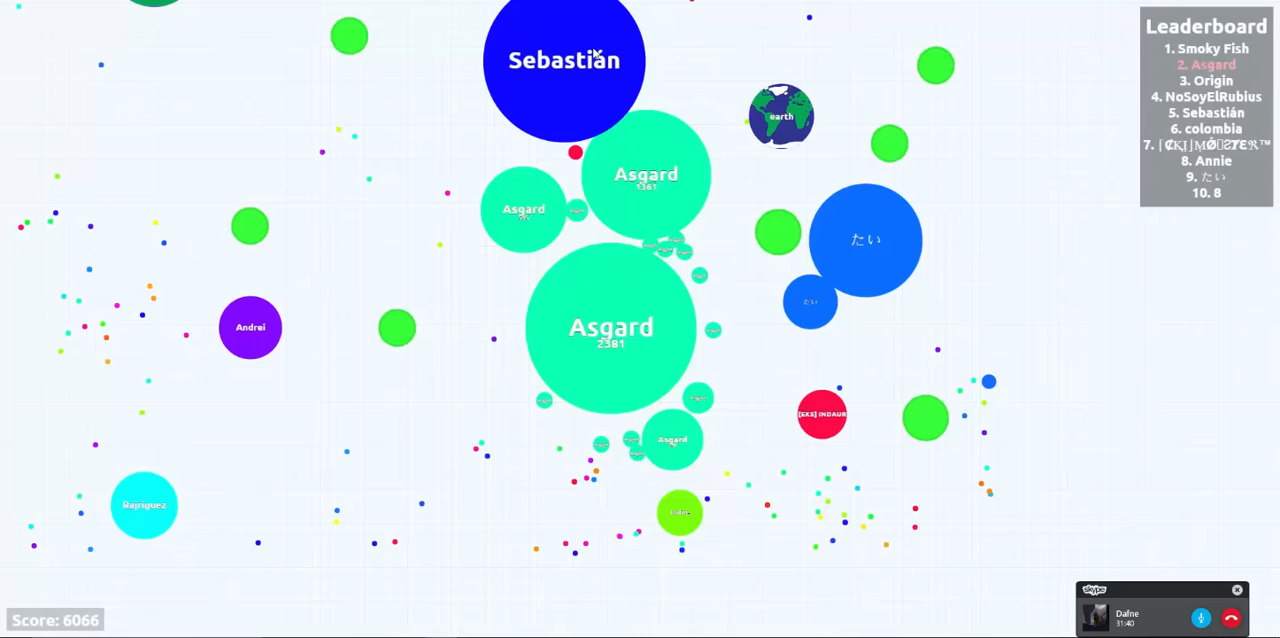 Sebastián
Leaderboard
1. Smoky Fish
2. Asgard
3. Origin
4. NoSoyElRubius
5. Sebastián
6. colombia
7.
8. Annie
9. たい
10. 8
earth
Asgard
1361
Asgard
たい
たい
Andrei
Asgard
2381
[EKE] INDAUR
Asgard
Rajriguez
Score: 6066
skype
Dafne
31:40